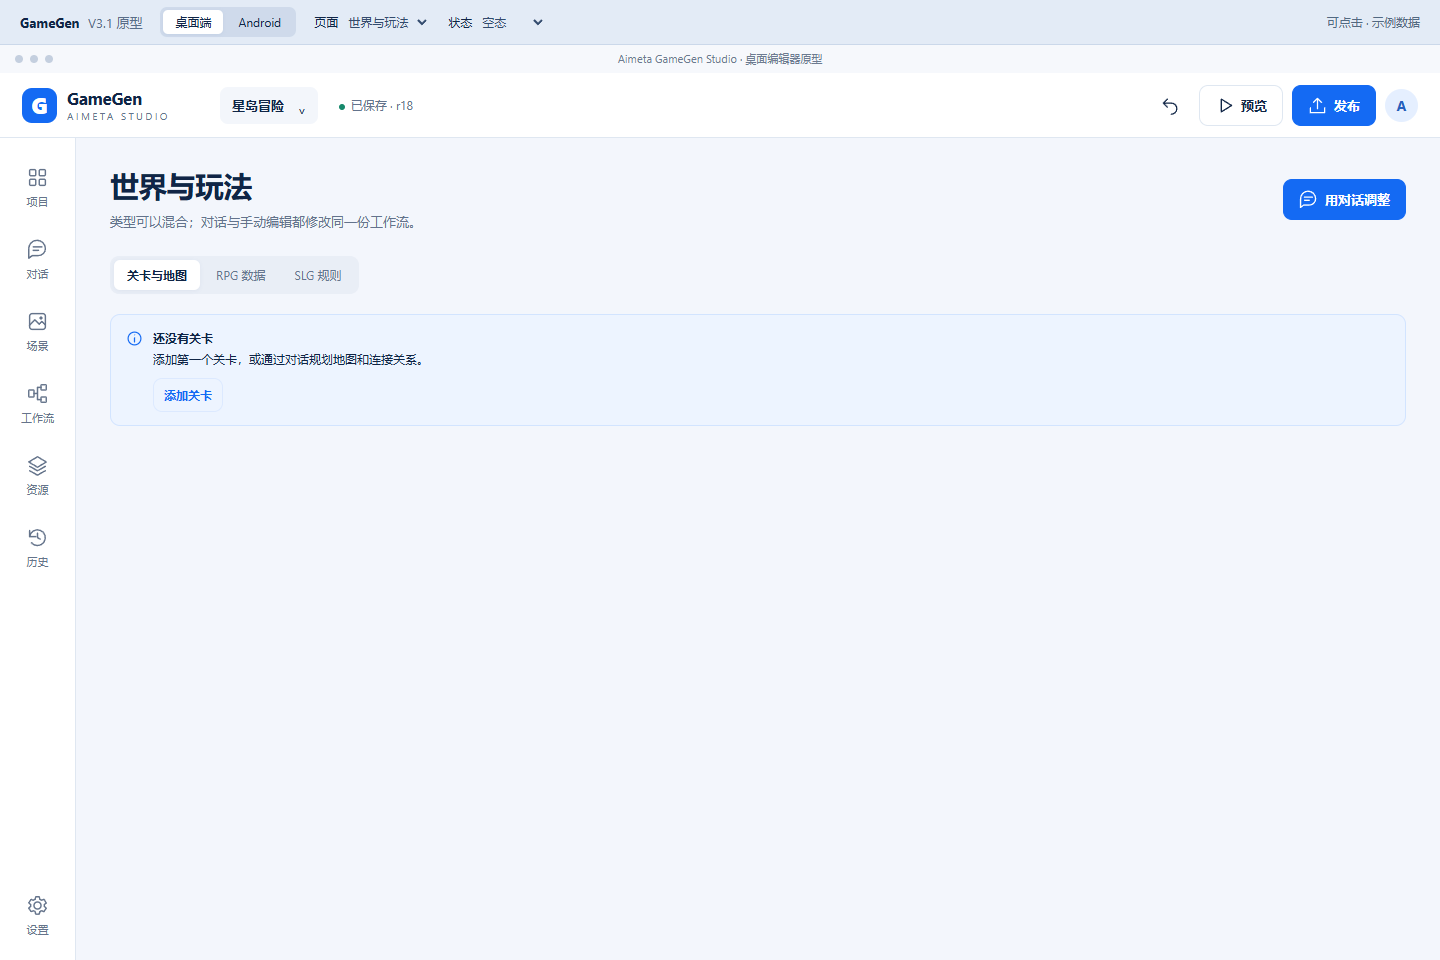 GameGen V3.1 原型 桌面端 Android 页面 世界与玩法 状态 空态 可点击 · 示例数据
Aimeta GameGen Studio · 桌面编辑器原型
G GameGen
AIMETA STUDIO
星岛冒险 已保存 · r18 预览 发布 A
项目
对话
场景
工作流
资源
历史
设置
世界与玩法
类型可以混合；对话与手动编辑都修改同一份工作流。
用对话调整
关卡与地图 RPG 数据 SLG 规则
还没有关卡
添加第一个关卡，或通过对话规划地图和连接关系。
添加关卡